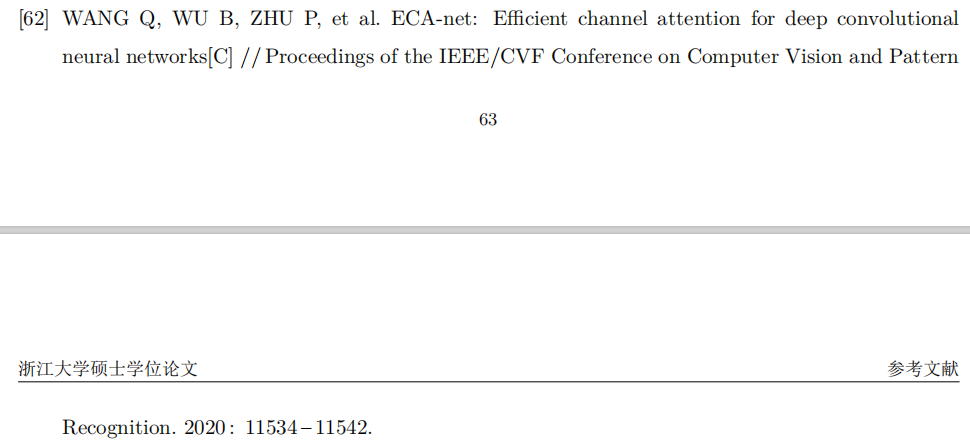 [62] WANG Q, WU B, ZHU P, et al. ECA-net: Efficient channel attention for deep convolutional
neural networks[C] // Proceedings of the IEEE/CVF Conference on Computer Vision and Pattern
63
浙江大学硕士学位论文 参考文献
Recognition. 2020: 11534–11542.